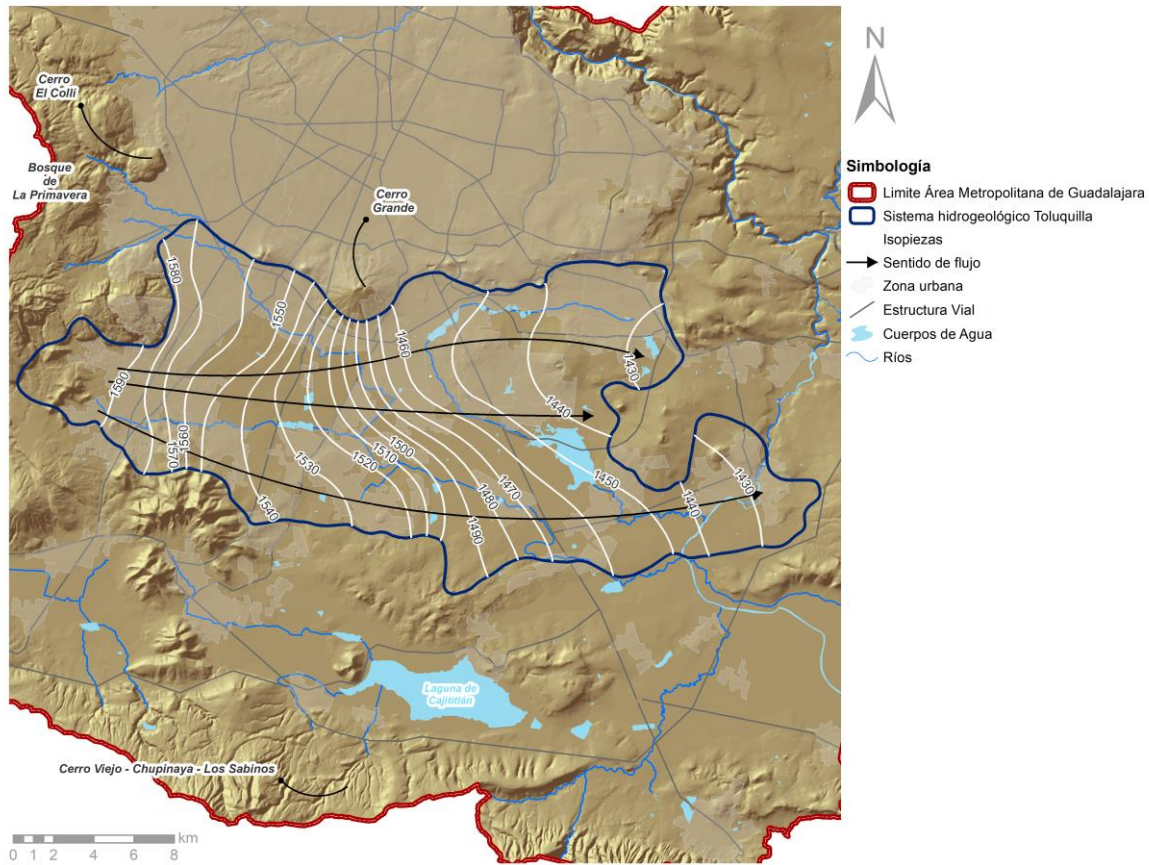 Cerro
El Colli
Bosque
de
La Primavera
Cerro
Grande
1580
1550
1460
1590
1430
1440
1560
1570
1530
1520
1510
1500
1540
1480
1470
1490
1450
1440
1430
Laguna de
Cajititlán
Cerro Viejo - Chupinaya - Los Sabinos
km
0 1 2 4 6 8
N
Simbología
Limite Área Metropolitana de Guadalajara
Sistema hidrogeológico Toluquilla
Isopiezas
Sentido de flujo
Zona urbana
Estructura Vial
Cuerpos de Agua
Ríos